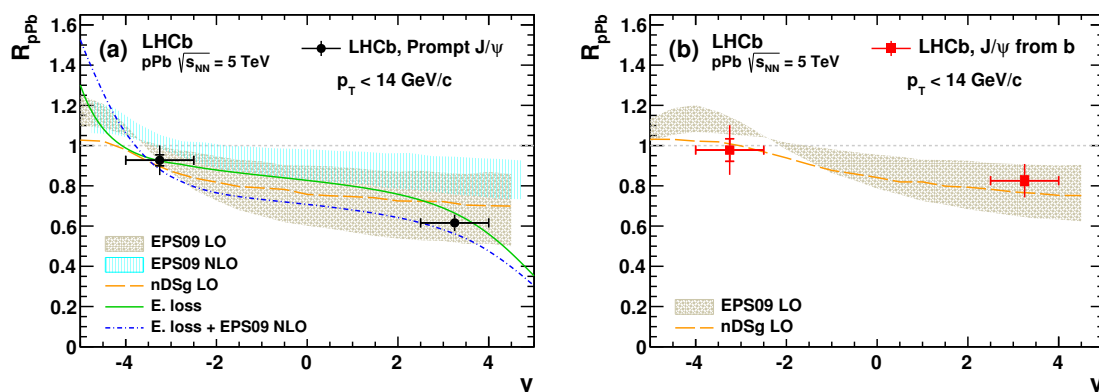 R_pPb
1.6
1.4
1.2
1
0.8
0.6
0.4
0.2
0
(a)
LHCb
pPb √s_NN = 5 TeV
LHCb, Prompt J/ψ
p_T < 14 GeV/c
EPS09 LO
EPS09 NLO
nDSg LO
E. loss
E. loss + EPS09 NLO
-4 -2 0 2 4
y
R_pPb
1.6
1.4
1.2
1
0.8
0.6
0.4
0.2
0
(b)
LHCb
pPb √s_NN = 5 TeV
LHCb, J/ψ from b
p_T < 14 GeV/c
EPS09 LO
nDSg LO
-4 -2 0 2 4
y